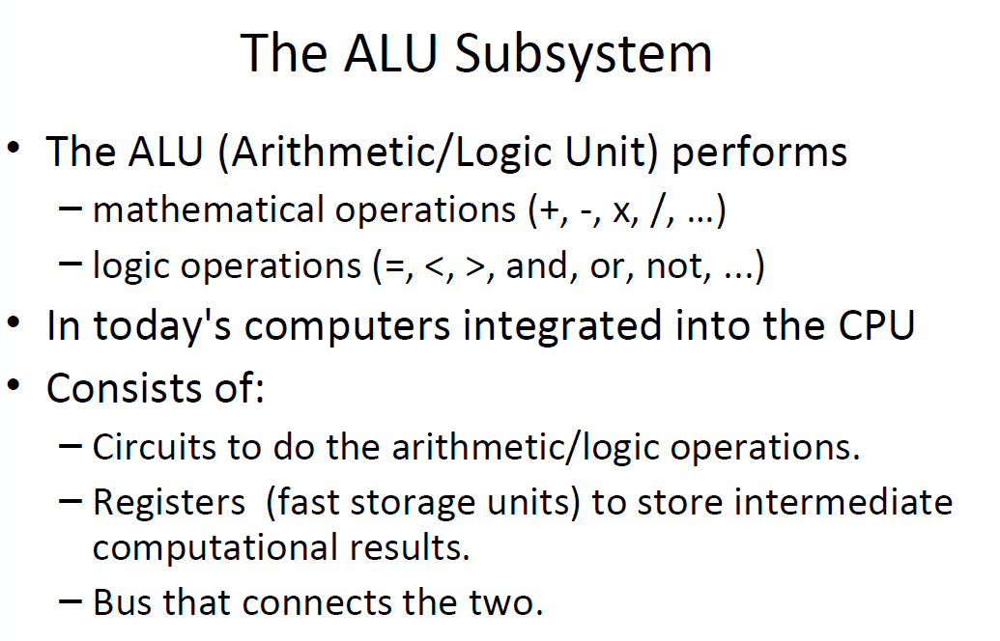 The ALU Subsystem
• The ALU (Arithmetic/Logic Unit) performs
– mathematical operations (+, -, x, /, …)
– logic operations (=, <, >, and, or, not, ...)
• In today's computers integrated into the CPU
• Consists of:
– Circuits to do the arithmetic/logic operations.
– Registers  (fast storage units) to store intermediate
computational results.
– Bus that connects the two.